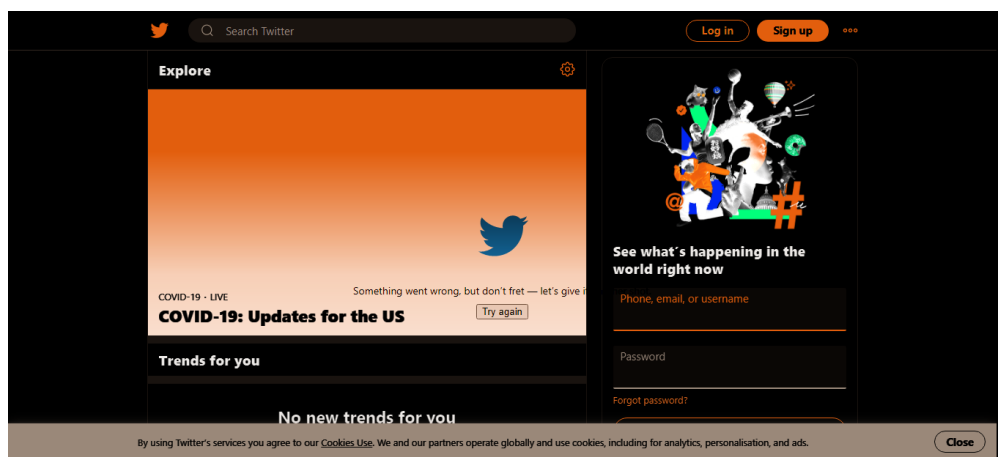 Search Twitter
Log in
Sign up
Explore
COVID-19 · LIVE
COVID-19: Updates for the US
Something went wrong, but don't fret — let's give i
Try again
Trends for you
No new trends for you
See what´s happening in the
world right now
Phone, email, or username
Password
Forgot password?
By using Twitter's services you agree to our Cookies Use. We and our partners operate globally and use cookies, including for analytics, personalisation, and ads.
Close